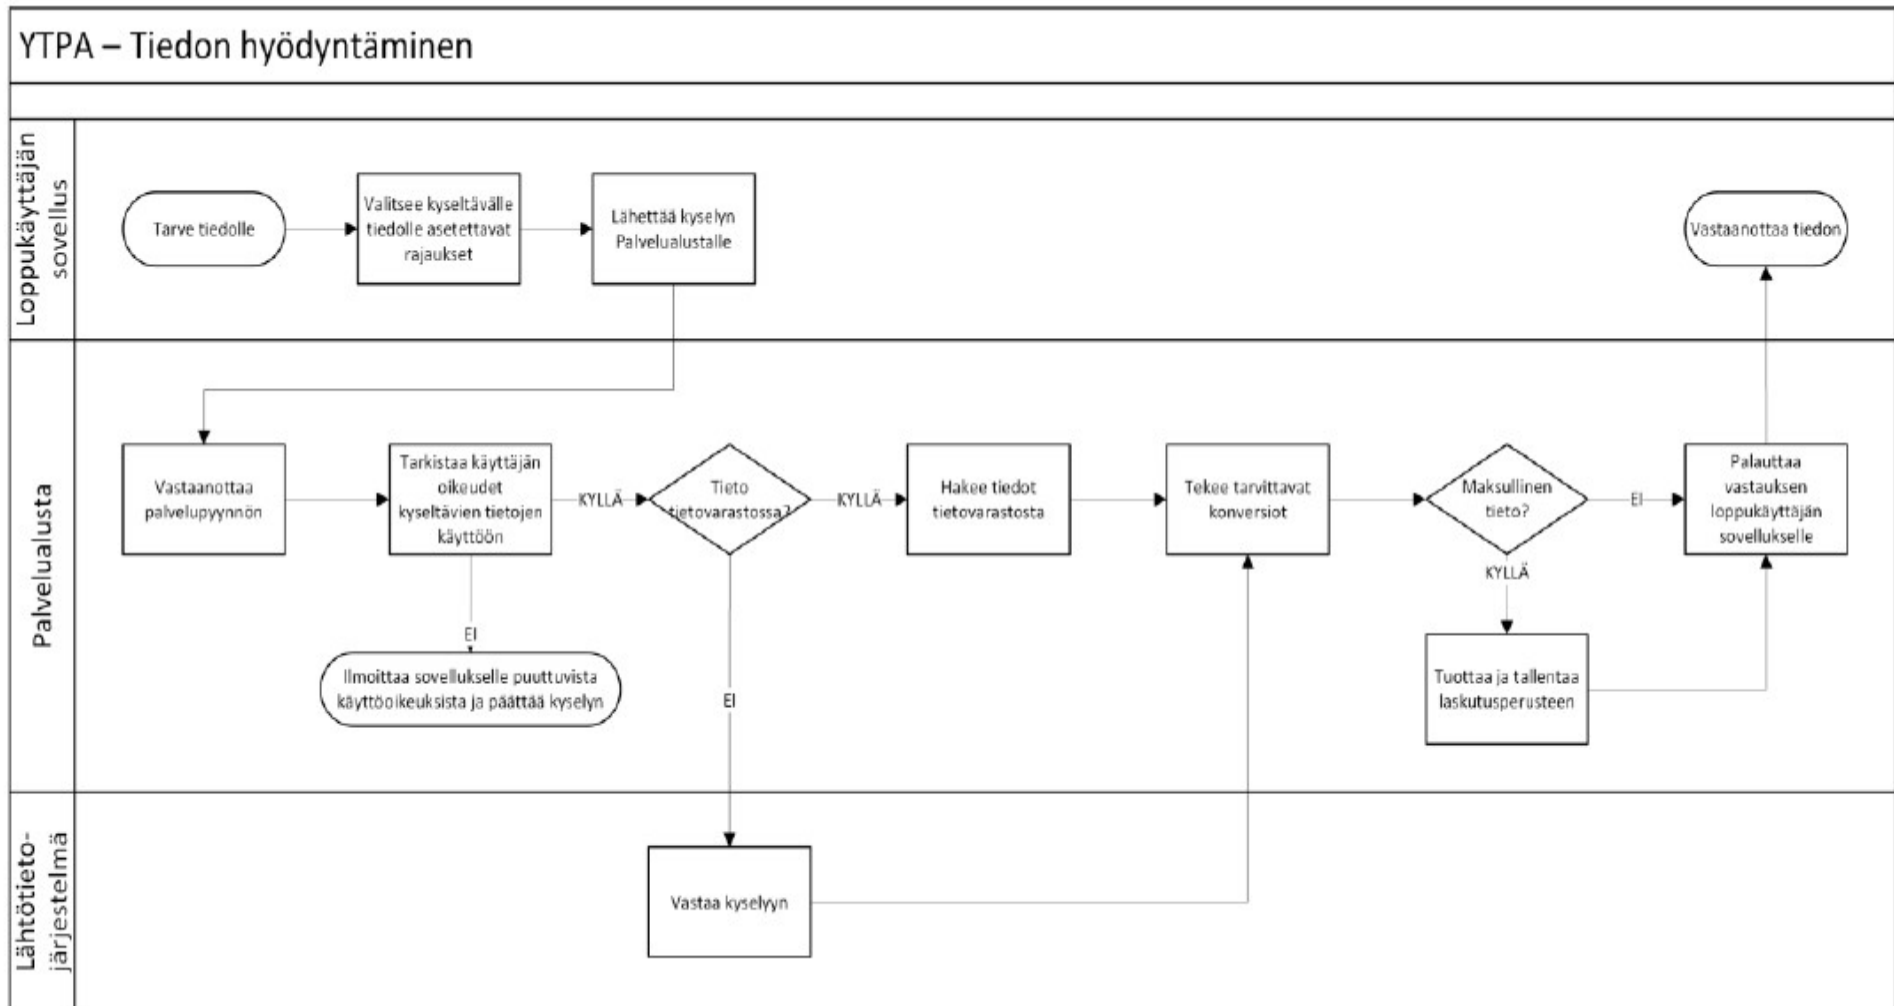 YTPA – Tiedon hyödyntäminen
Loppukäyttäjän
sovellus
Tarve tiedolle
Valitsee kyseltävälle
tiedolle asetettavat
rajaukset
Lähettää kyselyn
Palvelualustalle
Vastaanottaa tiedon
Palvelualusta
Vastaanottaa
palvelupyynnön
Tarkistaa käyttäjän
oikeudet
kyseltävien tietojen
käyttöön
KYLLÄ
Tieto
tietovarastossa?
KYLLÄ
Hakee tiedot
tietovarastosta
Tekee tarvittavat
konversiot
Maksullinen
tieto?
EI
Palauttaa
vastauksen
loppukäyttäjän
sovellukselle
KYLLÄ
EI
Ilmoittaa sovellukselle puuttuvista
käyttöoikeuksista ja päättää kyselyn
EI
Tuottaa ja tallentaa
laskutusperusteen
Lähtötieto-
järjestelmä
Vastaa kyselyyn